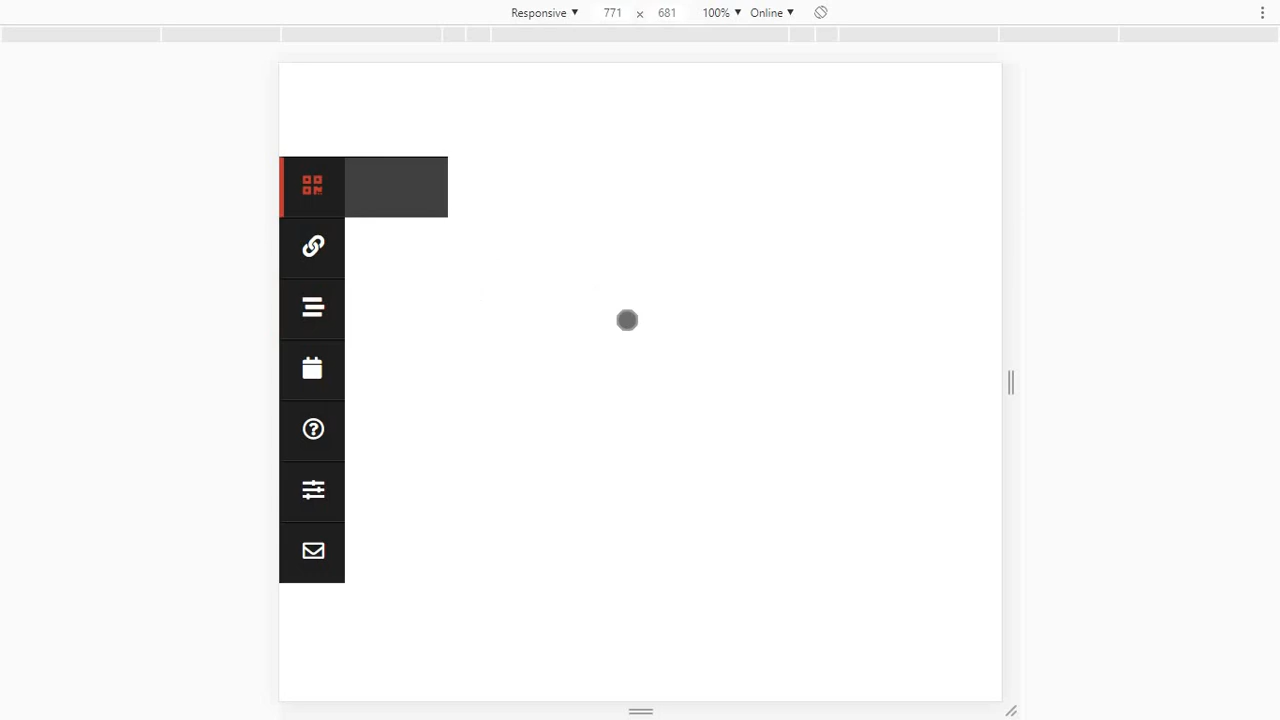 Responsive ▼ 771 × 681 100% ▼ Online ▼